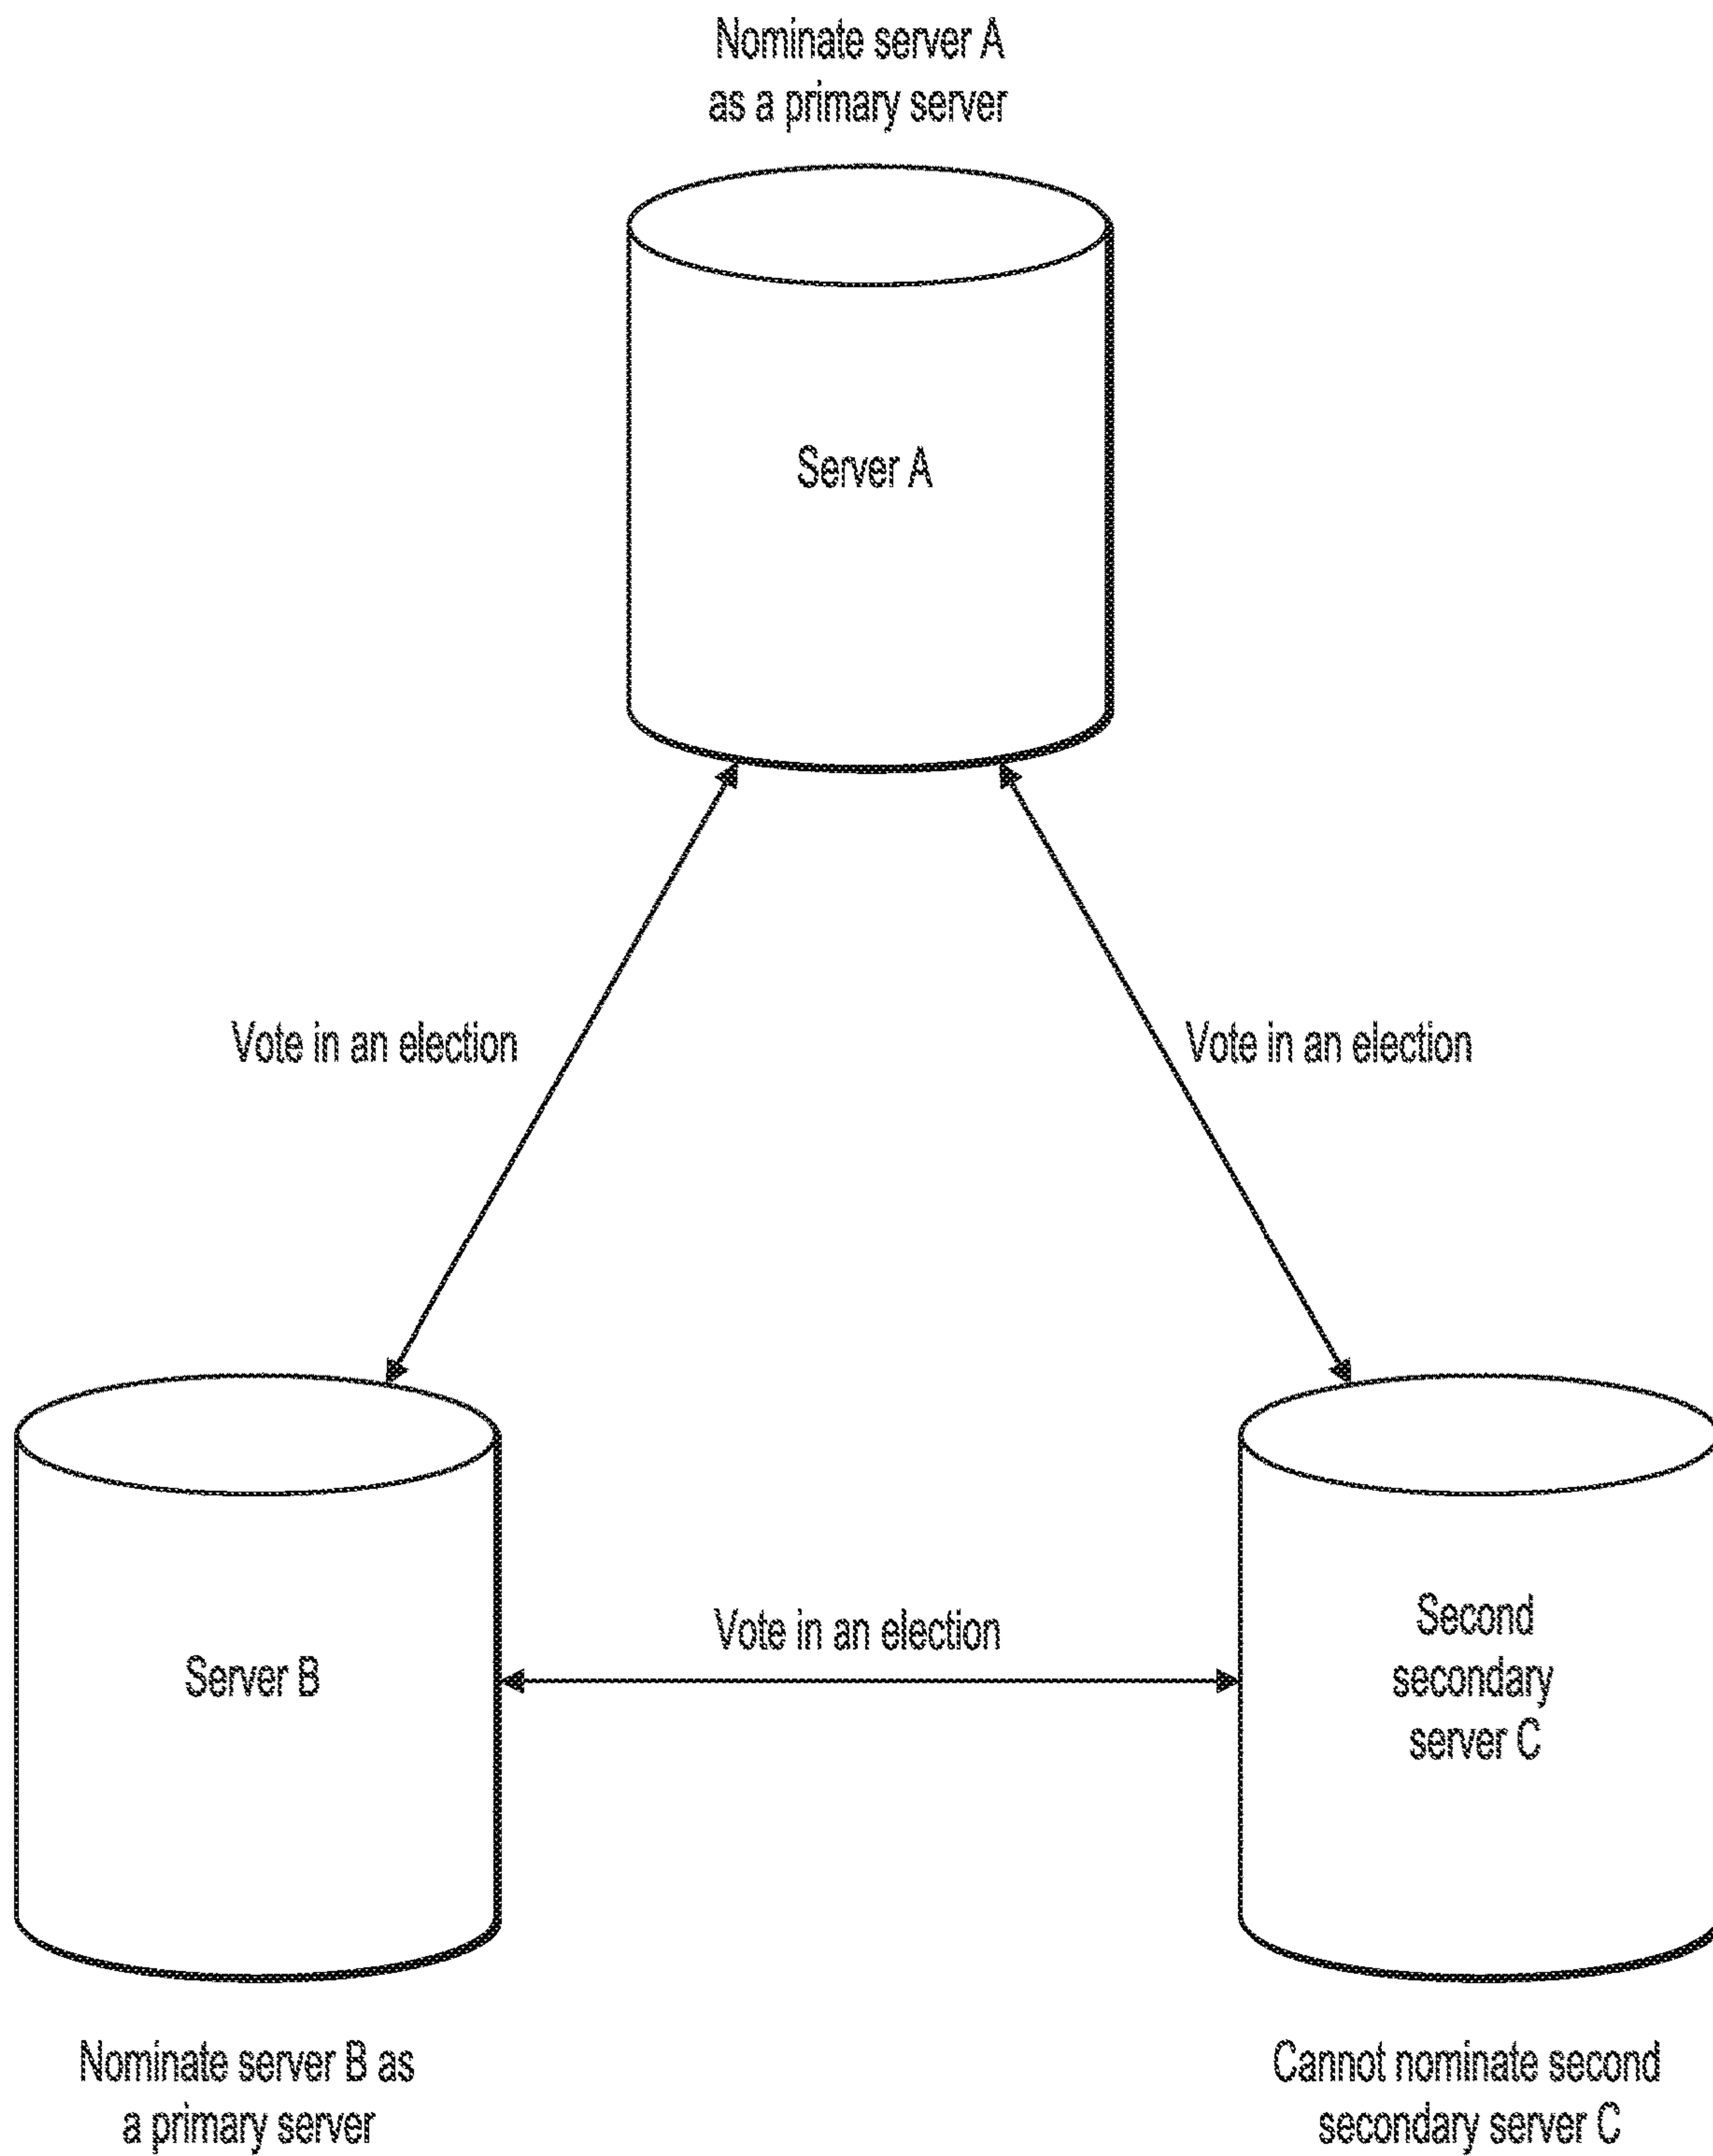 Nominate server A
as a primary server
Server A
Vote in an election
Vote in an election
Server B
Vote in an election
Second
secondary
server C
Nominate server B as
a primary server
Cannot nominate second
secondary server C